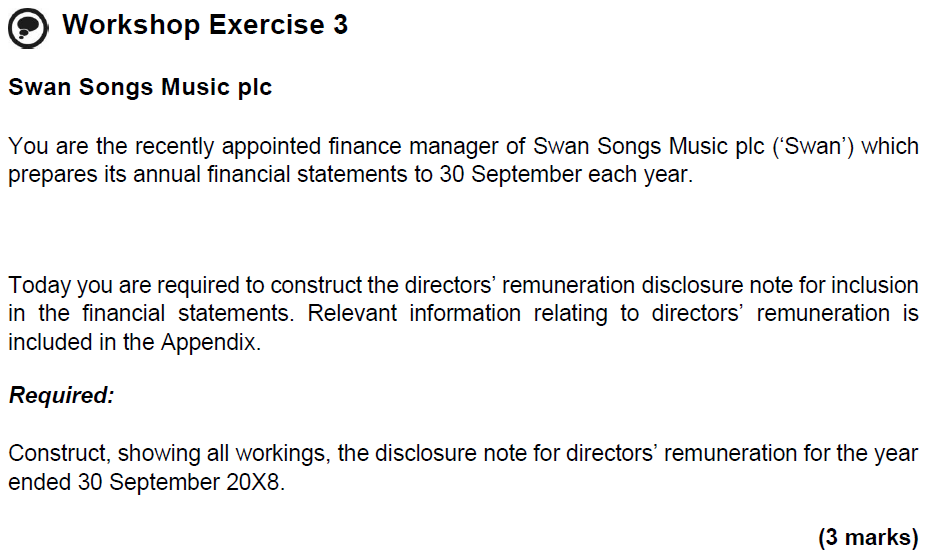 Workshop Exercise 3
Swan Songs Music plc
You are the recently appointed finance manager of Swan Songs Music plc (‘Swan’) which
prepares its annual financial statements to 30 September each year.
Today you are required to construct the directors’ remuneration disclosure note for inclusion
in the financial statements. Relevant information relating to directors’ remuneration is
included in the Appendix.
Required:
Construct, showing all workings, the disclosure note for directors’ remuneration for the year
ended 30 September 20X8.
(3 marks)